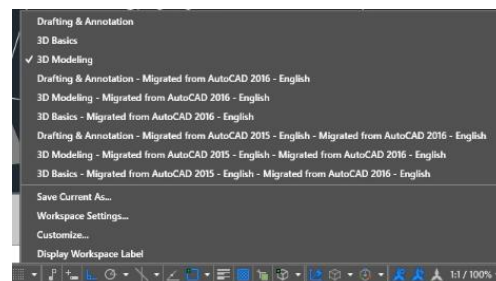 Drafting & Annotation
3D Basics
3D Modeling
Drafting & Annotation - Migrated from AutoCAD 2016 - English
3D Modeling - Migrated from AutoCAD 2016 - English
3D Basics - Migrated from AutoCAD 2016 - English
Drafting & Annotation - Migrated from AutoCAD 2015 - English - Migrated from AutoCAD 2016 - English
3D Modeling - Migrated from AutoCAD 2015 - English - Migrated from AutoCAD 2016 - English
3D Basics - Migrated from AutoCAD 2015 - English - Migrated from AutoCAD 2016 - English
Save Current As...
Workspace Settings...
Customize...
Display Workspace Label
1:1 / 100%